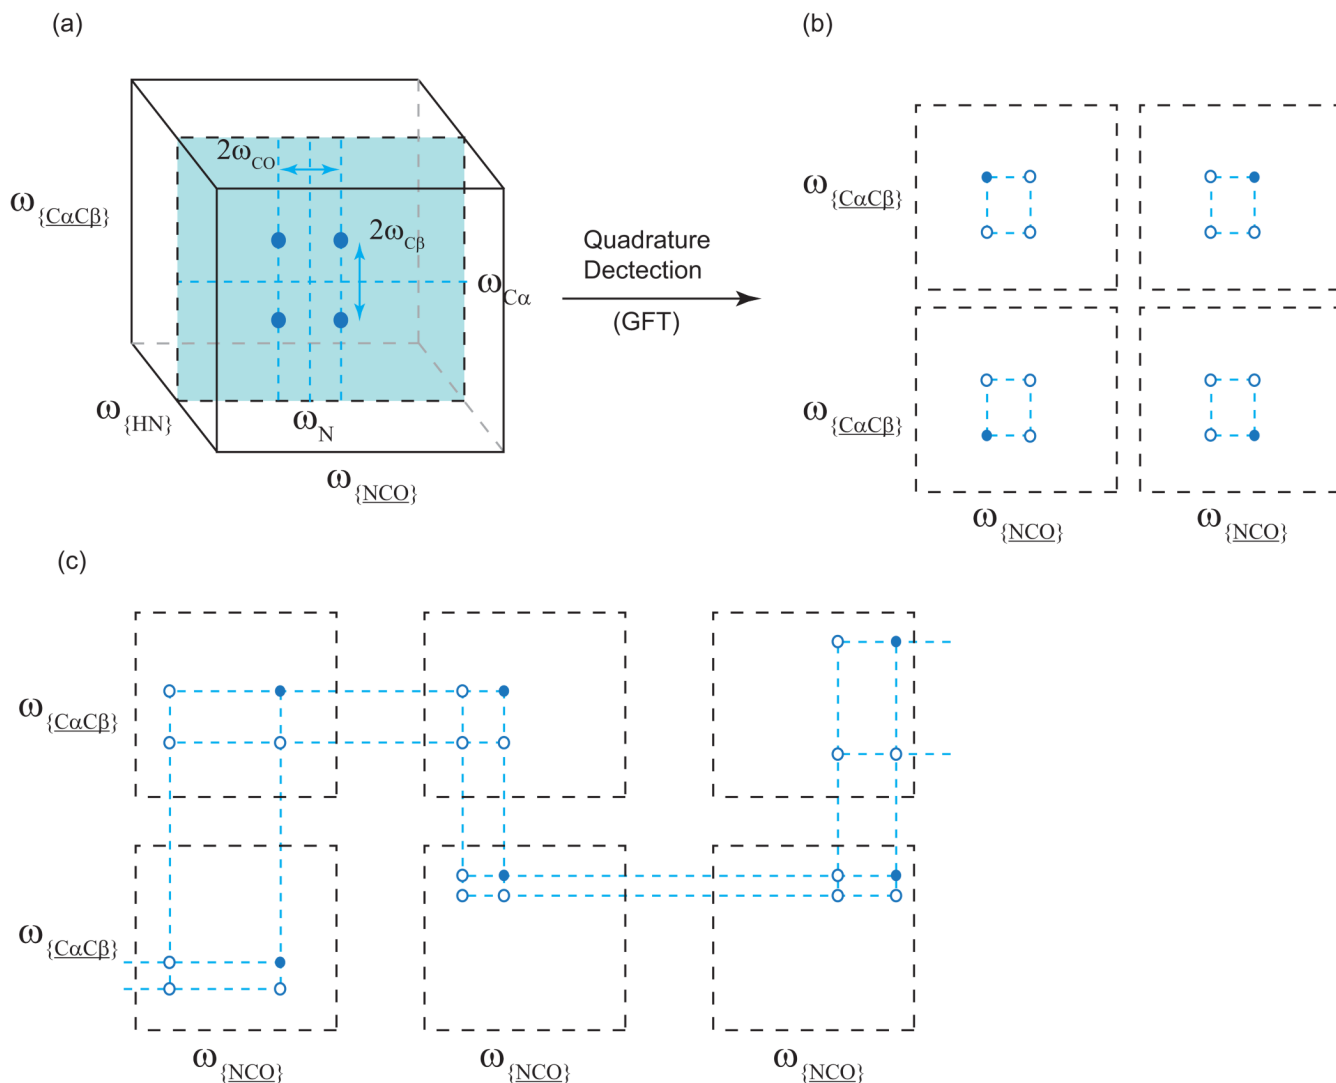 (a)
(b)
2ωCO
ω{CαCβ}
2ωCβ
ωCα
Quadrature
Dectection
(GFT)
ω{CαCβ}
ω{HN}
ωN
ω{NCO}
ω{CαCβ}
ω{NCO}
ω{NCO}
(c)
ω{CαCβ}
ω{CαCβ}
ω{NCO}
ω{NCO}
ω{NCO}